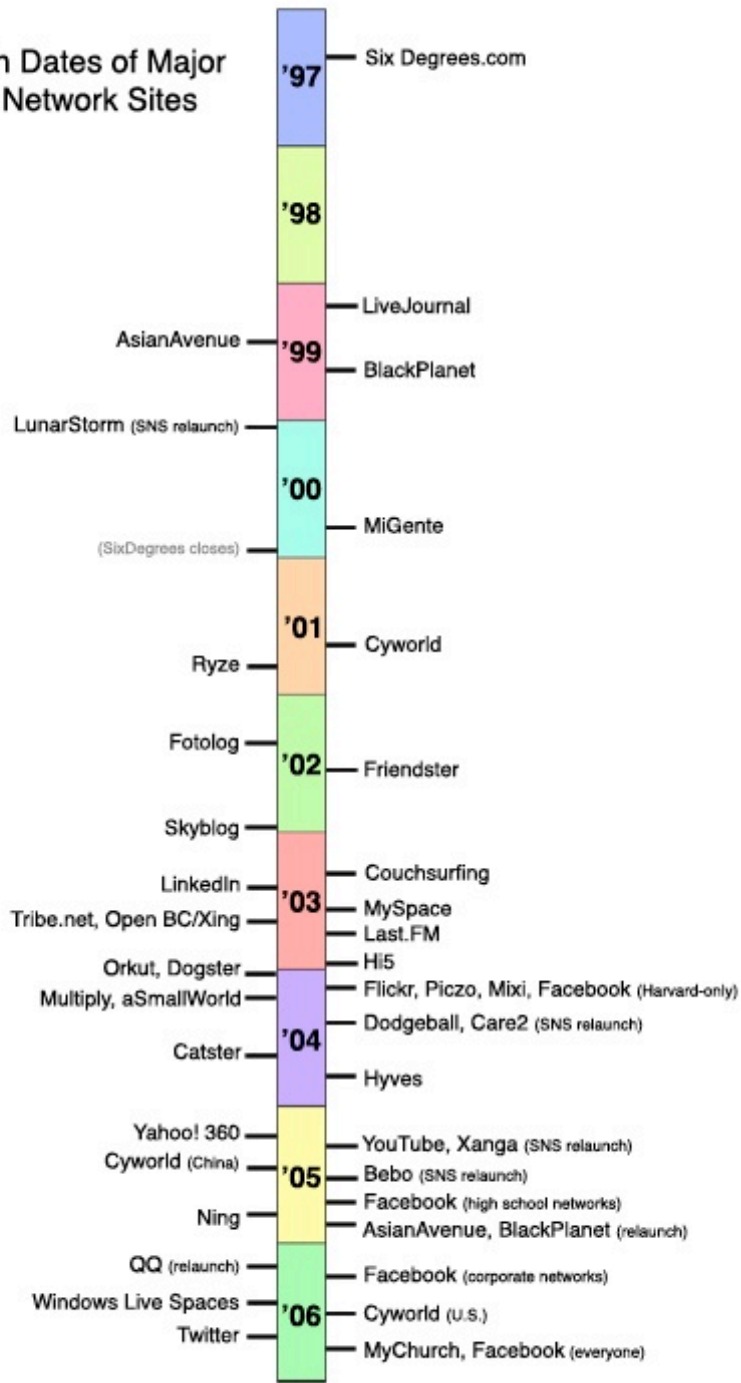 Dates of Major
Network Sites
'97
Six Degrees.com
'98
LiveJournal
AsianAvenue
'99
BlackPlanet
LunarStorm (SNS relaunch)
'00
MiGente
(SixDegrees closes)
'01
Cyworld
Ryze
Fotolog
'02
Friendster
Skyblog
Couchsurfing
LinkedIn
'03
MySpace
Tribe.net, Open BC/Xing
Last.FM
Hi5
Orkut, Dogster
Flickr, Piczo, Mixi, Facebook (Harvard-only)
Multiply, aSmallWorld
Dodgeball, Care2 (SNS relaunch)
'04
Catster
Hyves
Yahoo! 360
YouTube, Xanga (SNS relaunch)
Cyworld (China)
'05
Bebo (SNS relaunch)
Facebook (high school networks)
Ning
AsianAvenue, BlackPlanet (relaunch)
QQ (relaunch)
Facebook (corporate networks)
Windows Live Spaces
'06
Cyworld (U.S.)
Twitter
MyChurch, Facebook (everyone)